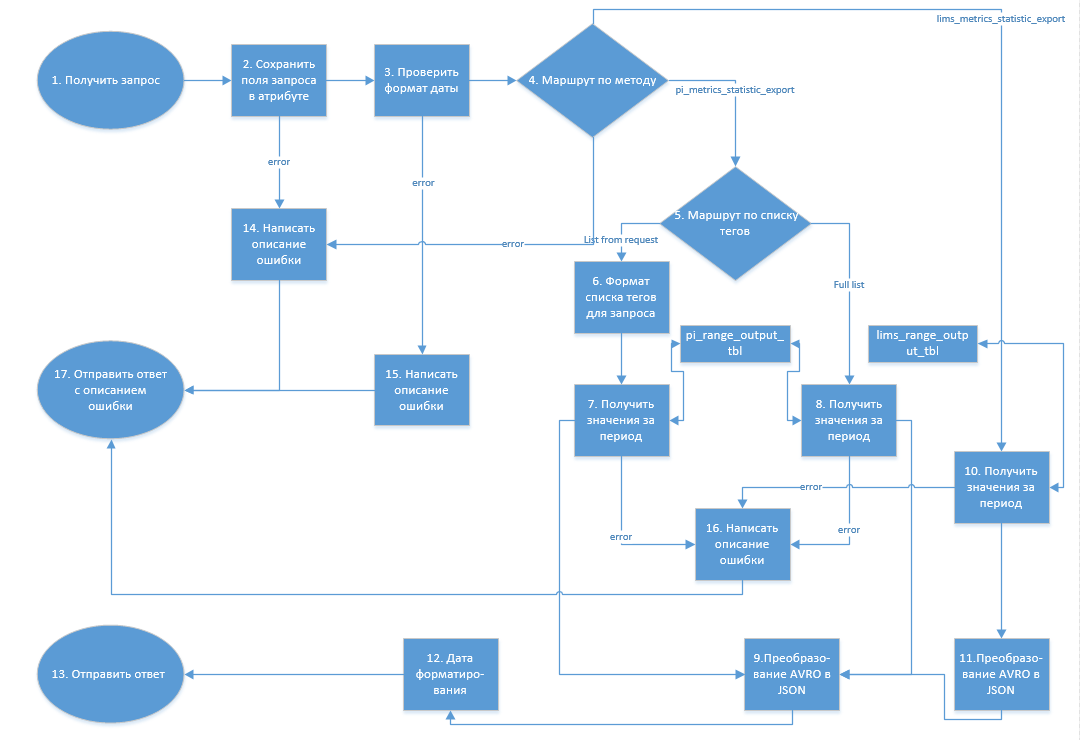 lims_metrics_statistic_export
1. Получить запрос
2. Сохранить
поля запроса
в атрибуте
3. Проверить
формат даты
4. Маршрут по методу
pi_metrics_statistic_export
error
error
14. Написать
описание
ошибки
error
5. Маршрут по списку
тегов
List from request
6. Формат
списка тегов
для запроса
Full list
pi_range_output_
tbl
lims_range_outp
ut_tbl
17. Отправить ответ
с описанием
ошибки
15. Написать
описание
ошибки
7. Получить
значения за
период
8. Получить
значения за
период
10. Получить
значения за
период
error
error
16. Написать
описание
ошибки
error
13. Отправить ответ
12. Дата
форматиро-
вания
9.Преобразо-
вание AVRO в
JSON
11.Преобразо-
вание AVRO в
JSON